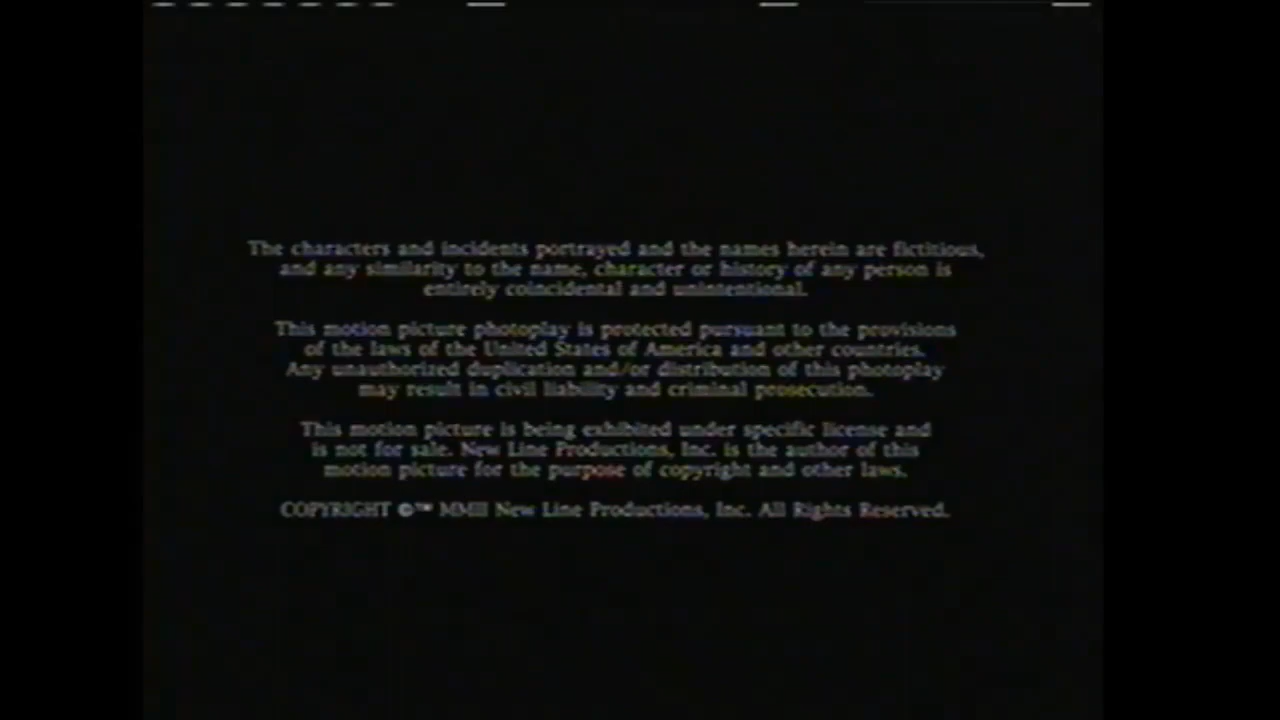 The characters and incidents portrayed and the names herein are fictitious,
and any similarity to the name, character or history of any person is
entirely coincidental and unintentional.
This motion picture photoplay is protected pursuant to the provisions
of the laws of the United States of America and other countries.
Any unauthorized duplication and/or distribution of this photoplay
may result in civil liability and criminal prosecution.
This motion picture is being exhibited under specific license and
is not for sale. New Line Productions, Inc. is the author of this
motion picture for the purpose of copyright and other laws.
COPYRIGHT ©™ MMII New Line Productions, Inc. All Rights Reserved.